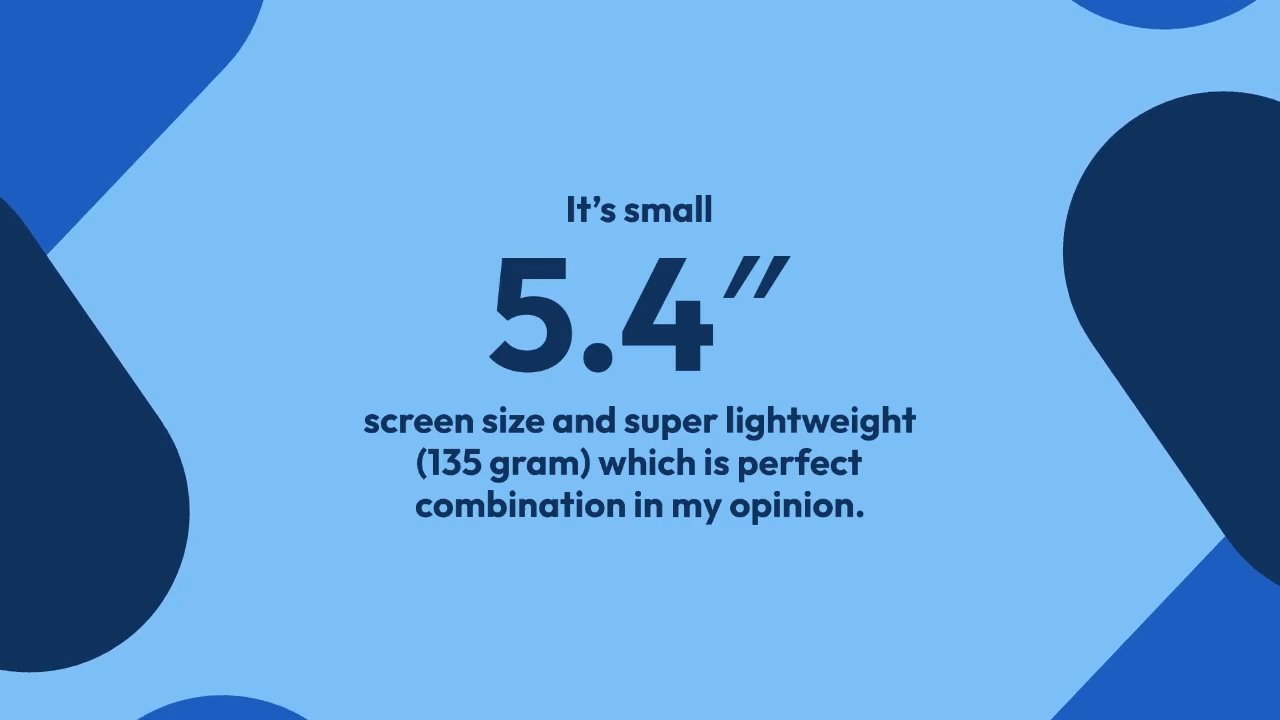 It’s small
5.4″
screen size and super lightweight
(135 gram) which is perfect
combination in my opinion.